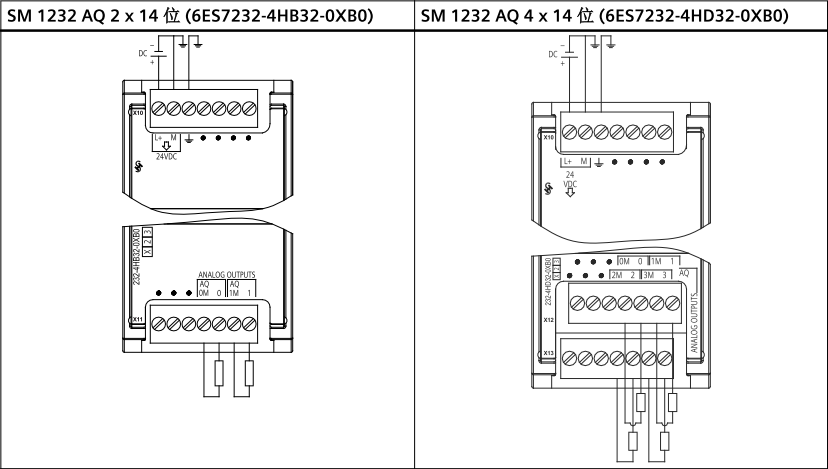 SM 1232 AQ 2 x 14 位 (6ES7232-4HB32-0XB0)
DC
−
+
X10
L+ M
24VDC
232-4HB32-0XB0
X 2 3
ANALOG OUTPUTS
AQ AQ
0M 0 1M 1
X11
SM 1232 AQ 4 x 14 位 (6ES7232-4HD32-0XB0)
DC
−
+
X10
L+ M
24
VDC
232-4HD32-0XB0
X 2 3
0M 0 1M 1
2M 2 3M 3
AQ
ANALOG OUTPUTS
X12
X13